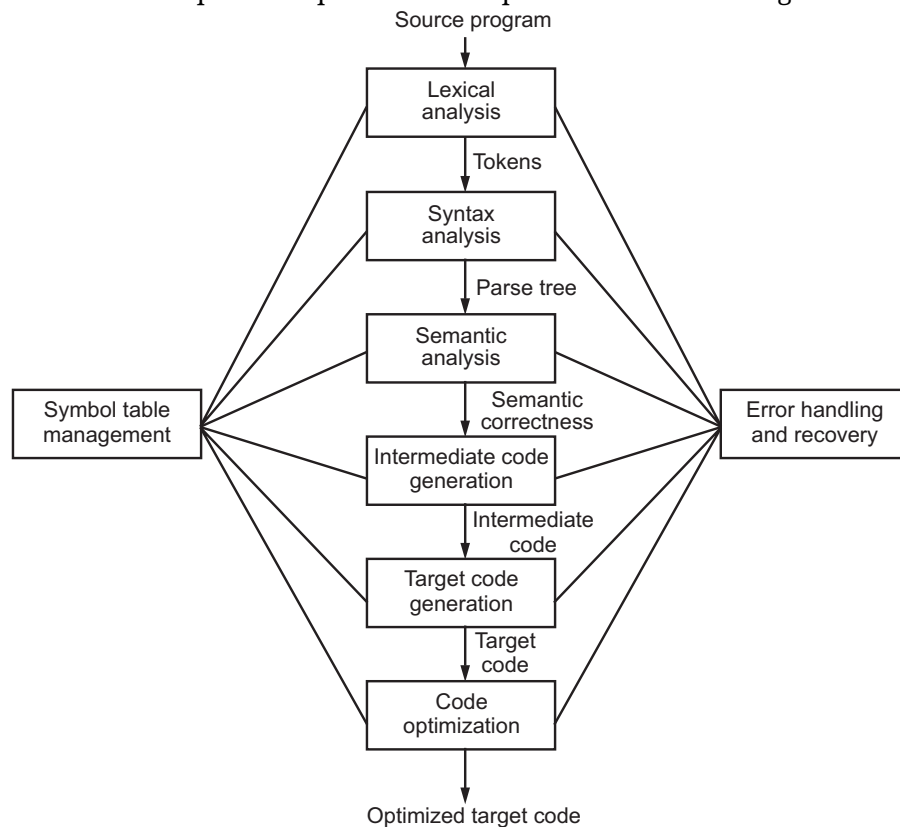 Source program
Lexical
analysis
Tokens
Syntax
analysis
Parse tree
Semantic
analysis
Symbol table
management
Semantic
correctness
Error handling
and recovery
Intermediate code
generation
Intermediate
code
Target code
generation
Target
code
Code
optimization
Optimized target code